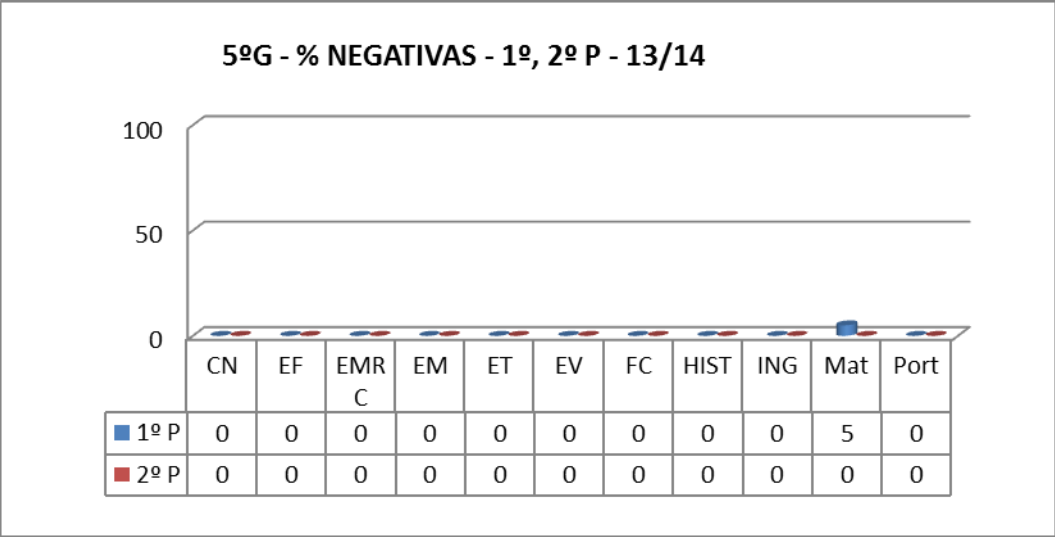 5ºG - % NEGATIVAS - 1º, 2º P - 13/14
100
50
0
CN EF EMR EM ET EV FC HIST ING Mat Port
C
1º P 0 0 0 0 0 0 0 0 0 5 0
2º P 0 0 0 0 0 0 0 0 0 0 0